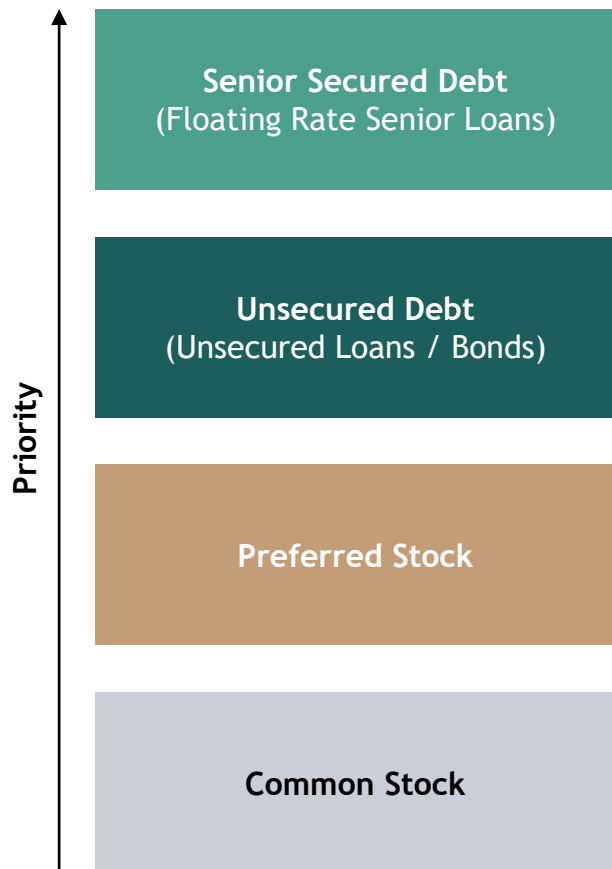 Senior Secured Debt
(Floating Rate Senior Loans)
Unsecured Debt
(Unsecured Loans / Bonds)
Priority
Preferred Stock
Common Stock